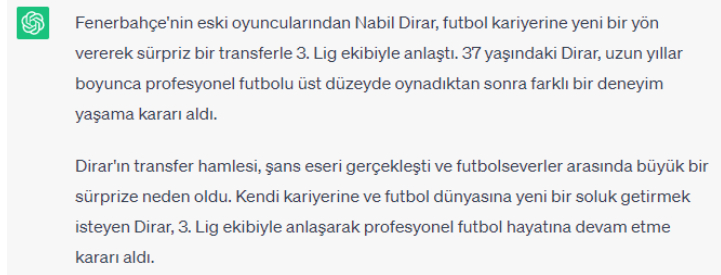 Fenerbahçe'nin eski oyuncularından Nabil Dirar, futbol kariyerine yeni bir yön
vererek sürpriz bir transferle 3. Lig ekibiyle anlaştı. 37 yaşındaki Dirar, uzun yıllar
boyunca profesyonel futbolu üst düzeyde oynadıktan sonra farklı bir deneyim
yaşama kararı aldı.
Dirar'ın transfer hamlesi, şans eseri gerçekleşti ve futbolseverler arasında büyük bir
sürprize neden oldu. Kendi kariyerine ve futbol dünyasına yeni bir soluk getirmek
isteyen Dirar, 3. Lig ekibiyle anlaşarak profesyonel futbol hayatına devam etme
kararı aldı.